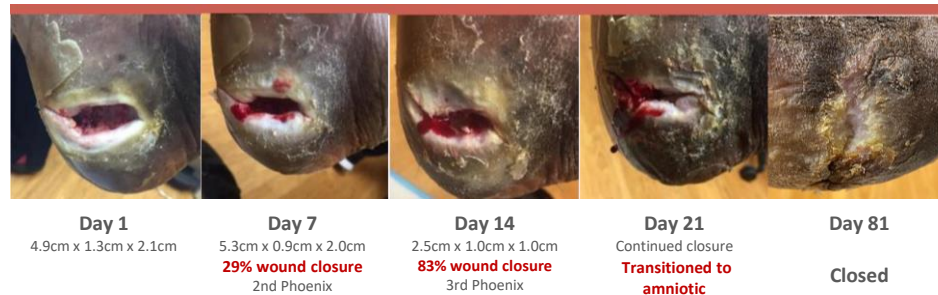 Day 1
4.9cm x 1.3cm x 2.1cm
Day 7
5.3cm x 0.9cm x 2.0cm
29% wound closure
2nd Phoenix
Day 14
2.5cm x 1.0cm x 1.0cm
83% wound closure
3rd Phoenix
Day 21
Continued closure
Transitioned to
amniotic
Day 81
Closed